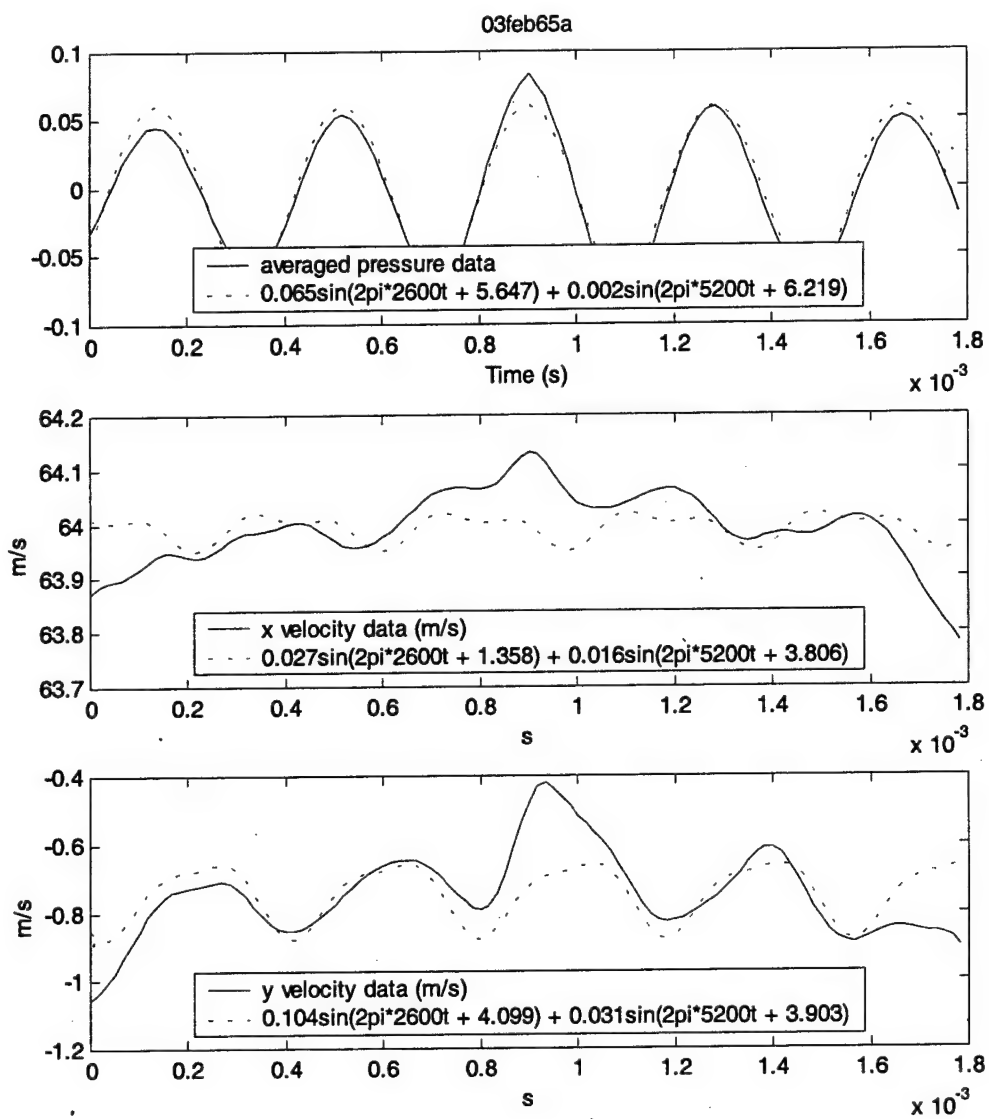 03feb65a
0.1
0.05
0
-0.05
-0.1
averaged pressure data
0.065sin(2pi*2600t + 5.647) + 0.002sin(2pi*5200t + 6.219)
0 0.2 0.4 0.6 0.8 1 1.2 1.4 1.6 1.8
Time (s)
x 10-3
64.2
64.1
64
63.9
63.8
63.7
m/s
x velocity data (m/s)
0.027sin(2pi*2600t + 1.358) + 0.016sin(2pi*5200t + 3.806)
0 0.2 0.4 0.6 0.8 1 1.2 1.4 1.6 1.8
s
x 10-3
-0.4
-0.6
-0.8
-1
-1.2
m/s
y velocity data (m/s)
0.104sin(2pi*2600t + 4.099) + 0.031sin(2pi*5200t + 3.903)
0 0.2 0.4 0.6 0.8 1 1.2 1.4 1.6 1.8
s
x 10-3